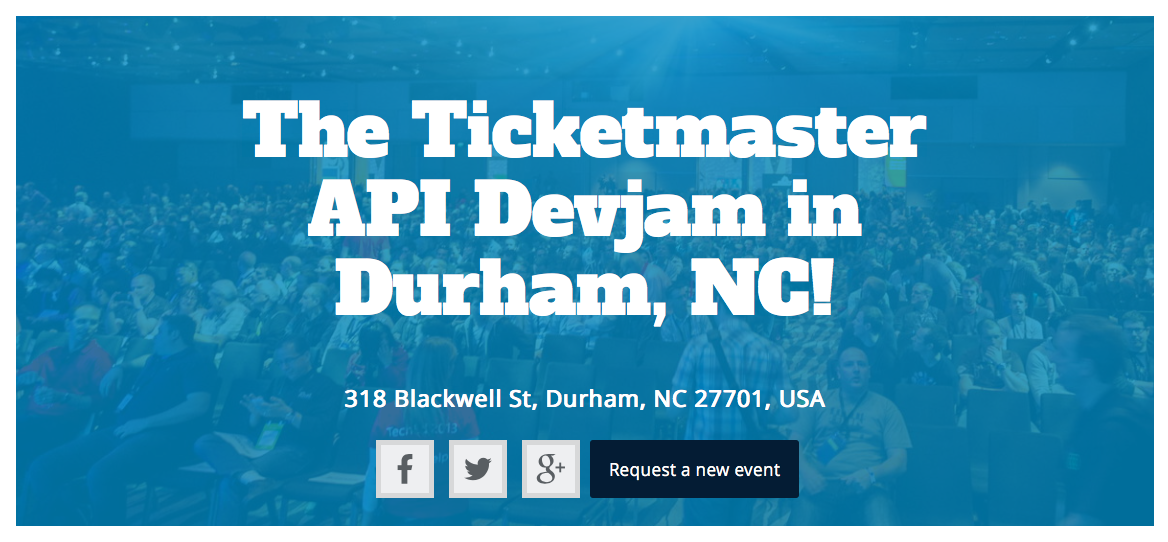 The Ticketmaster
API Devjam in
Durham, NC!
318 Blackwell St, Durham, NC 27701, USA
Request a new event